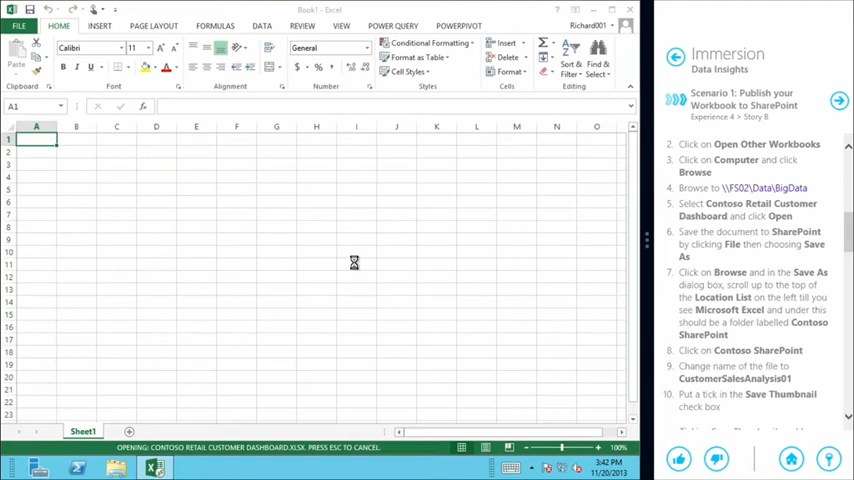 Book1 - Excel
FILE HOME INSERT PAGE LAYOUT FORMULAS DATA REVIEW VIEW POWER QUERY POWERPIVOT Richard001
Paste Calibri 11 General Conditional Formatting Format as Table Cell Styles Insert Delete Format Sort & Filter Find & Select
Clipboard Font Alignment Number Styles Cells Editing
A1
A B C D E F G H I J K L M N O
1
2
3
4
5
6
7
8
9
10
11
12
13
14
15
16
17
18
19
20
21
22
23
Sheet1
OPENING: CONTOSO RETAIL CUSTOMER DASHBOARD.XLSX. PRESS ESC TO CANCEL. 100%
3:42 PM
11/20/2013
Immersion
Data Insights
Scenario 1: Publish your
Workbook to SharePoint
Experience 4 > Story B
2. Click on Open Other Workbooks
3. Click on Computer and click
Browse
4. Browse to \\FS02\Data\BigData
5. Select Contoso Retail Customer
Dashboard and click Open
6. Save the document to SharePoint
by clicking File then choosing Save
As
7. Click on Browse and in the Save As
dialog box, scroll up to the top of
the Location List on the left till you
see Microsoft Excel and under this
should be a folder labelled Contoso
SharePoint
8. Click on Contoso SharePoint
9. Change name of the file to
CustomerSalesAnalysis01
10. Put a tick in the Save Thumbnail
check box